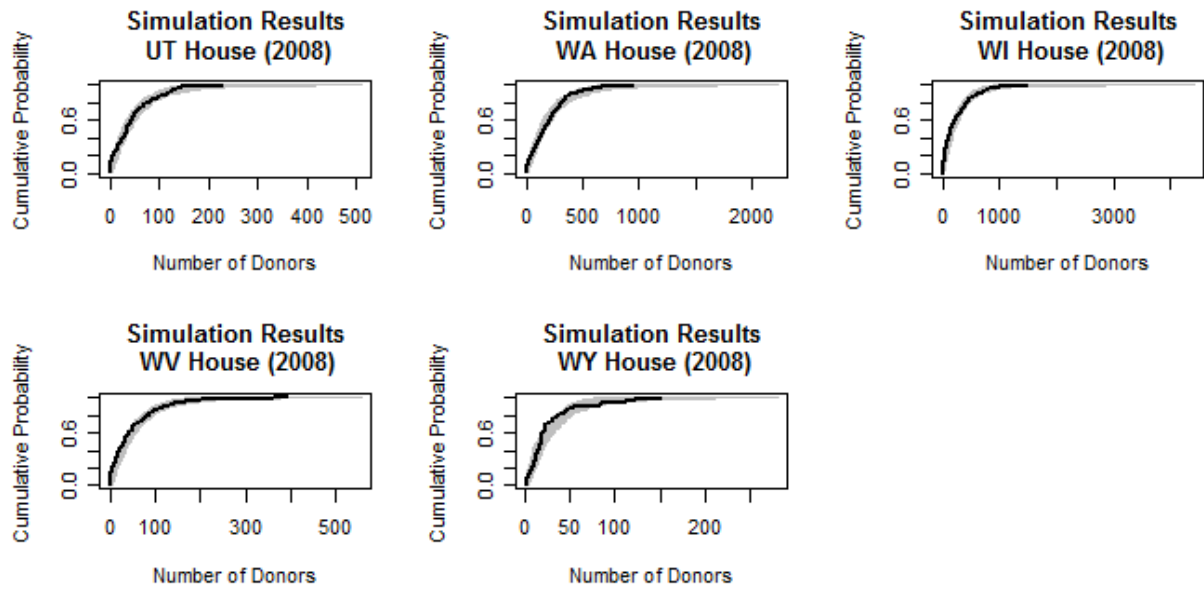 Simulation Results
UT House (2008)
Cumulative Probability
0.0 0.6
0 100 200 300 400 500
Number of Donors
Simulation Results
WA House (2008)
Cumulative Probability
0.0 0.6
0 500 1000 2000
Number of Donors
Simulation Results
WI House (2008)
Cumulative Probability
0.0 0.6
0 1000 3000
Number of Donors
Simulation Results
WV House (2008)
Cumulative Probability
0.0 0.6
0 100 300 500
Number of Donors
Simulation Results
WY House (2008)
Cumulative Probability
0.0 0.6
0 50 100 200
Number of Donors